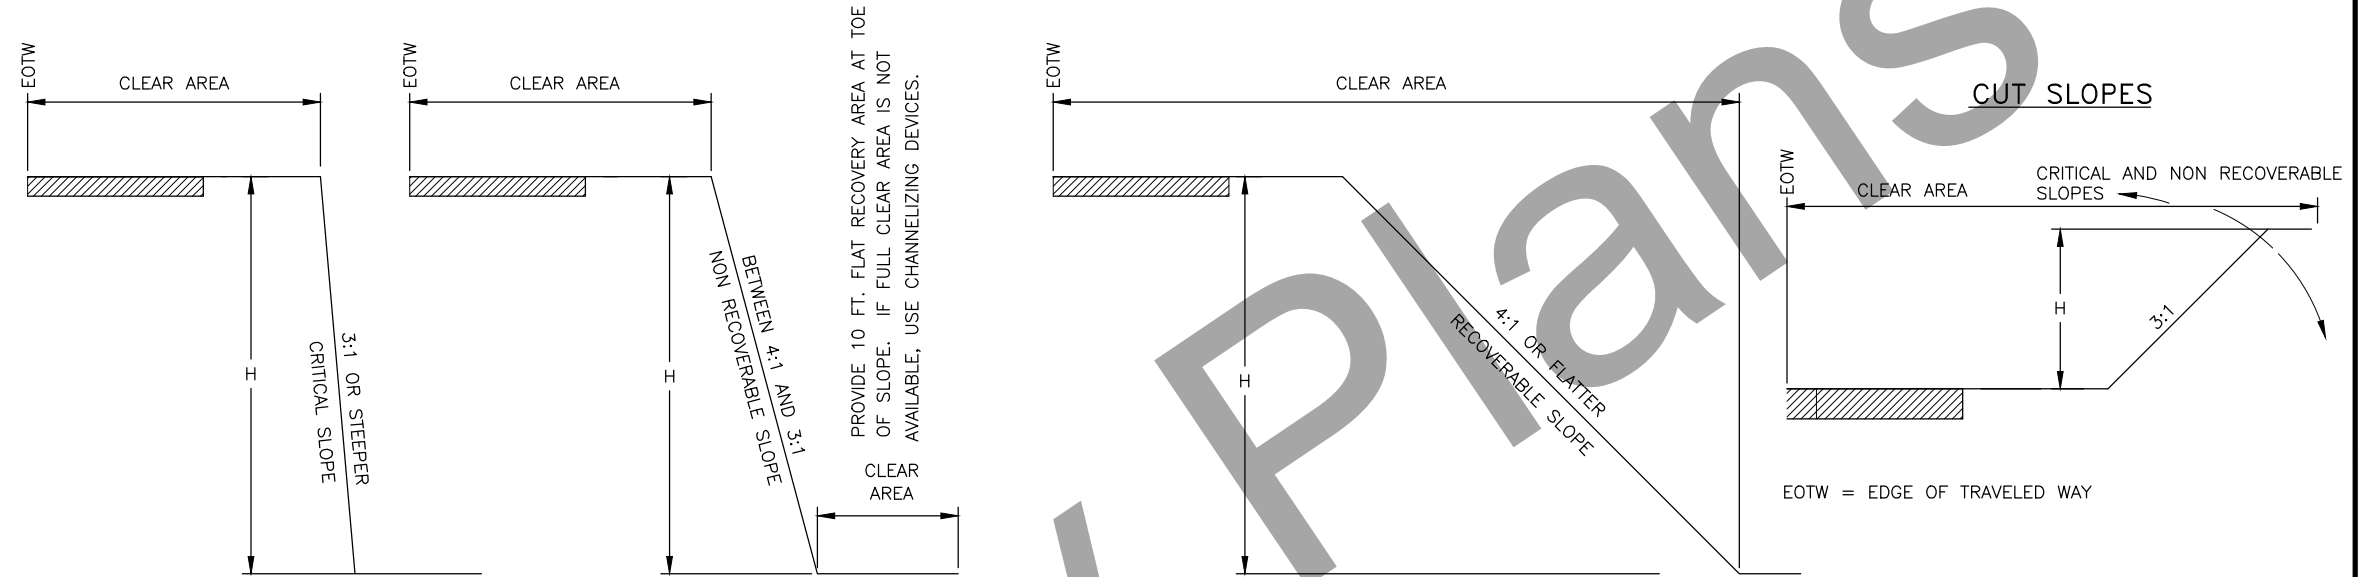 EOTW
CLEAR AREA
H
3:1 OR STEEPER
CRITICAL SLOPE
EOTW
CLEAR AREA
H
BETWEEN 4:1 AND 3:1
NON RECOVERABLE SLOPE
PROVIDE 10 FT. FLAT RECOVERY AREA AT TOE
OF SLOPE. IF FULL CLEAR AREA IS NOT
AVAILABLE, USE CHANNELIZING DEVICES.
CLEAR
AREA
EOTW
CLEAR AREA
H
4:1 OR FLATTER
RECOVERABLE SLOPE
CUT SLOPES
EOTW
CLEAR AREA
CRITICAL AND NON RECOVERABLE
SLOPES
H
3:1
EOTW = EDGE OF TRAVELED WAY
Plans